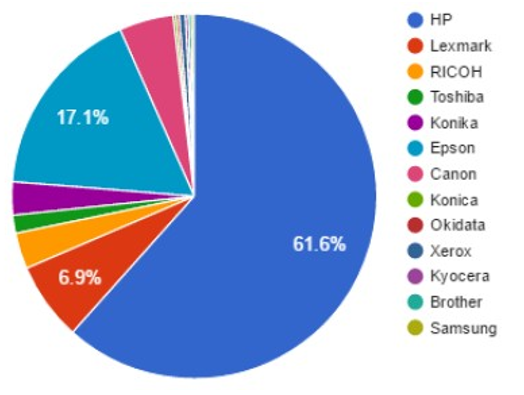 HP
Lexmark
RICOH
Toshiba
Konika
Epson
Canon
Konica
Okidata
Xerox
Kyocera
Brother
Samsung
17.1%
61.6%
6.9%